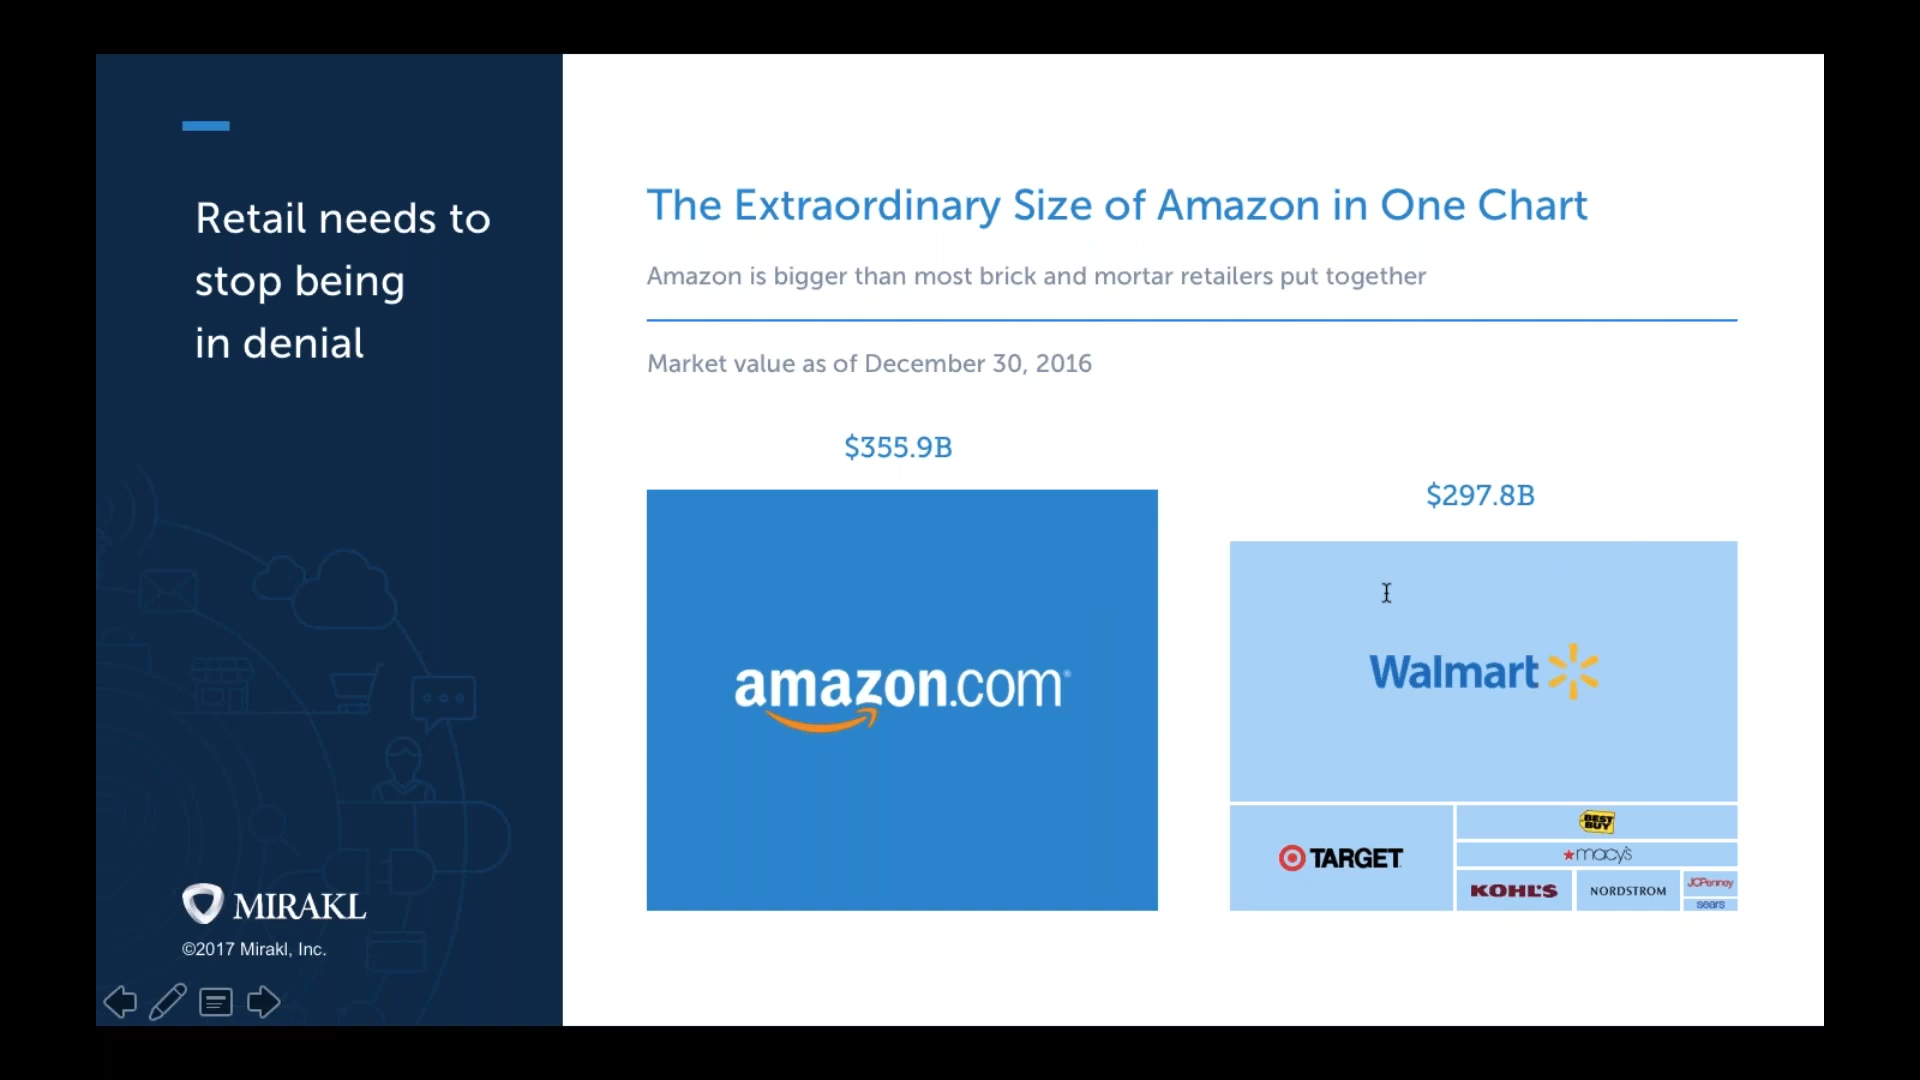 Retail needs to
stop being
in denial
MIRAKL
©2017 Mirakl, Inc.
The Extraordinary Size of Amazon in One Chart
Amazon is bigger than most brick and mortar retailers put together
Market value as of December 30, 2016
$355.9B
amazon.com
$297.8B
Walmart
TARGET
BEST
BUY
macy's
KOHL'S
NORDSTROM
JCPenney
sears